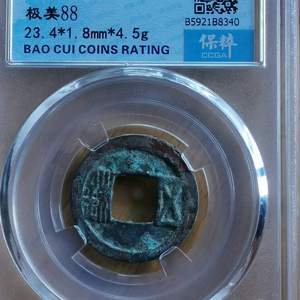 极美88
B5921B8340
23.4*1.8mm*4.5g
保粹
BAO CUI COINS RATING
CCGA